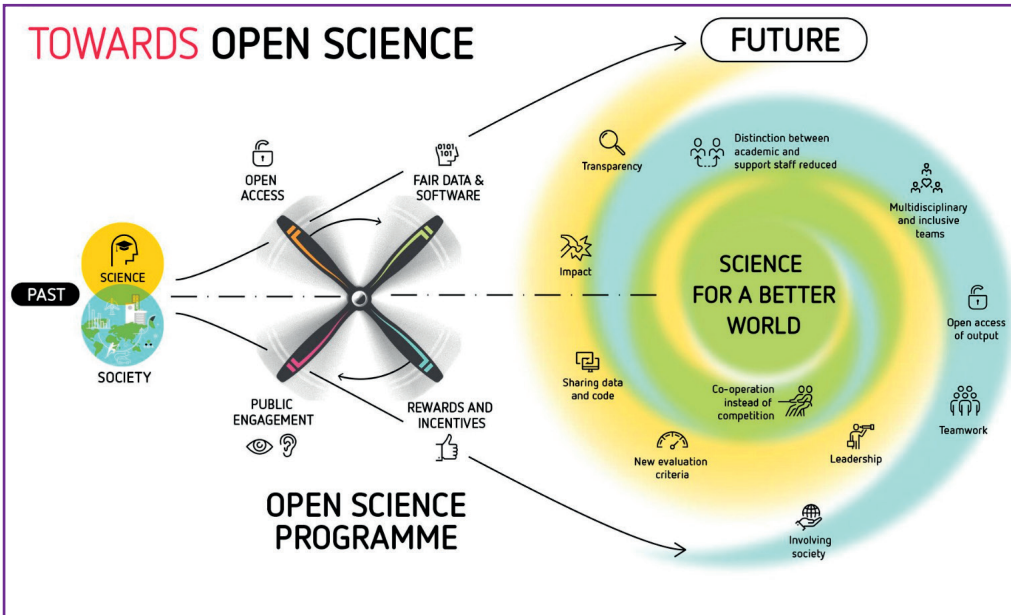 TOWARDS OPEN SCIENCE
FUTURE
PAST
SCIENCE
SOCIETY
OPEN
ACCESS
0101
101
FAIR DATA &
SOFTWARE
PUBLIC
ENGAGEMENT
REWARDS AND
INCENTIVES
OPEN SCIENCE
PROGRAMME
Transparency
Distinction between
academic and
support staff reduced
Multidisciplinary
and inclusive
teams
Impact
SCIENCE
FOR A BETTER
WORLD
Open access
of output
Sharing data
and code
Co-operation
instead of
competition
Teamwork
New evaluation
criteria
Leadership
Involving
society